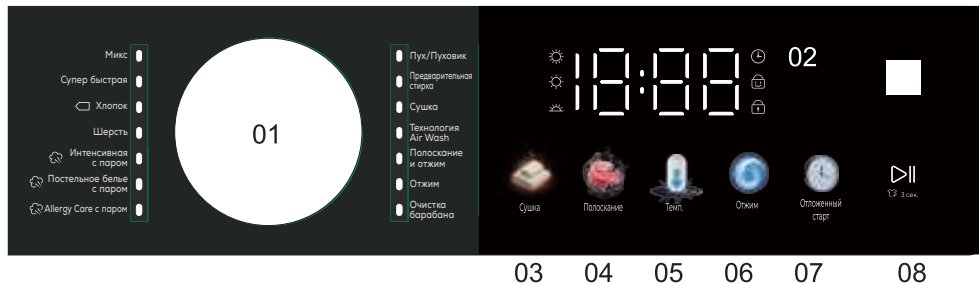 Микс
Супер быстрая
Хлопок
Шерсть
Интенсивная
с паром
Постельное белье
с паром
Allergy Care с паром
01
Пух/Пуховик
Предварительная
стирка
Сушка
Технология
Air Wash
Полоскание
и отжим
Отжим
Очистка
барабана
18:88
02
Сушка
Полоскание
Темп.
Отжим
Отложенный
старт
3 сек.
03
04
05
06
07
08